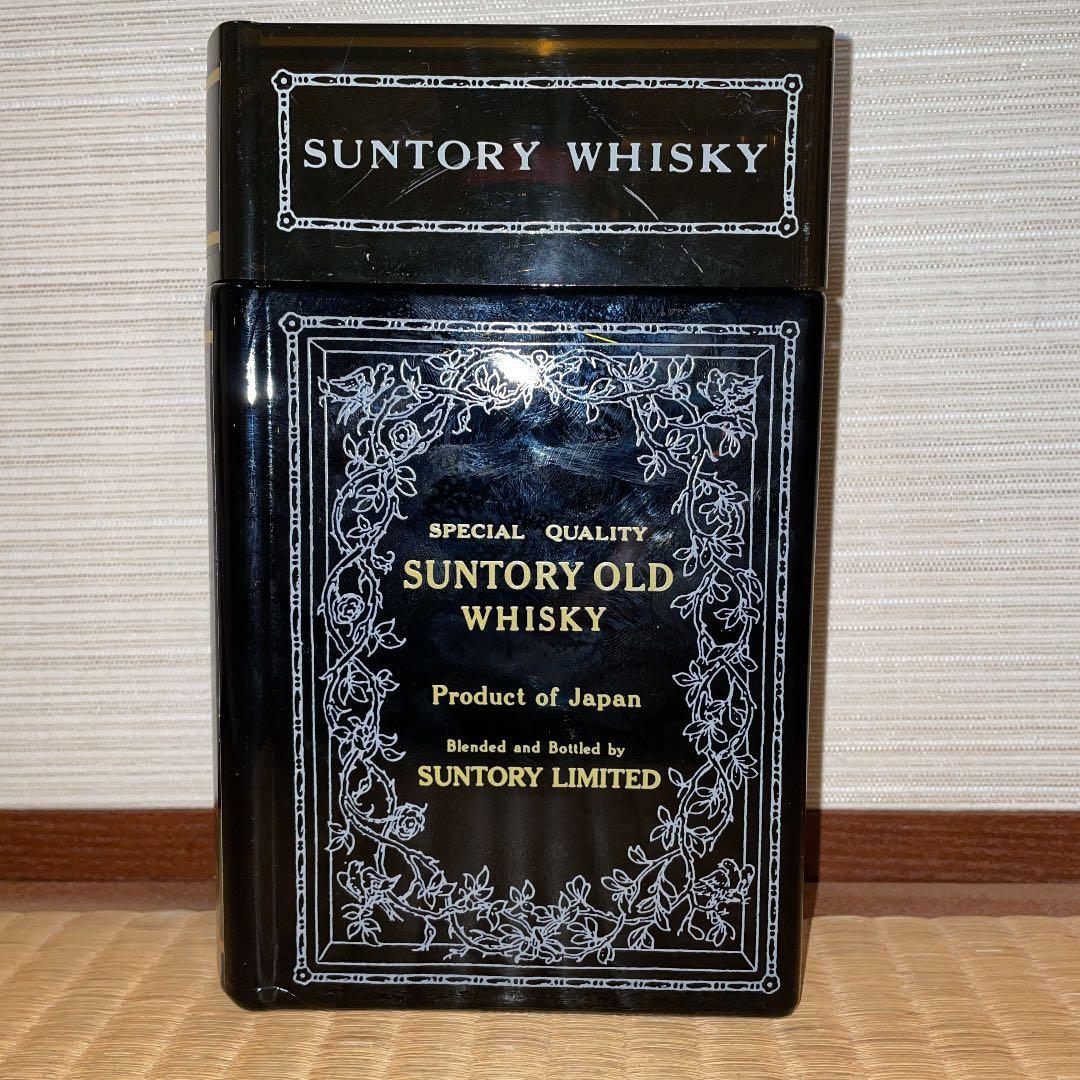 SUNTORY WHISKY
SPECIAL QUALITY
SUNTORY OLD
WHISKY
Product of Japan
Blended and Bottled by
SUNTORY LIMITED